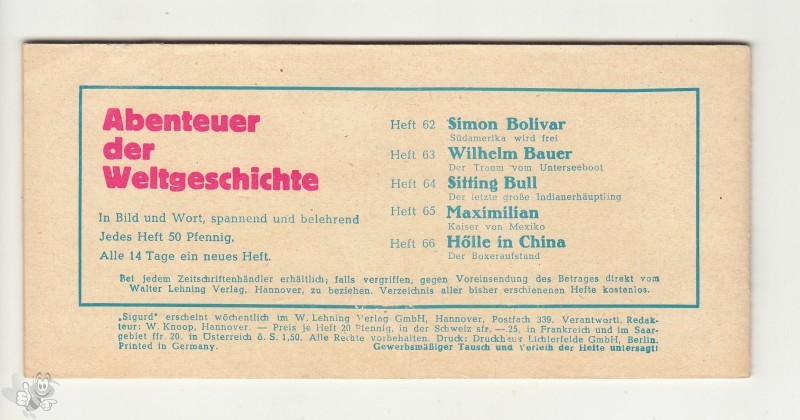 Abenteuer
der
Weltgeschichte
In Bild und Wort, spannend und belehrend
Jedes Heft 50 Pfennig.
Alle 14 Tage ein neues Heft.
Heft 62 Simon Bolivar
Südamerika wird frei
Heft 63 Wilhelm Bauer
Der Traum vom Unterseeboot
Heft 64 Sitting Bull
Der letzte große Indianerhäuptling
Heft 65 Maximilian
Kaiser von Mexiko
Heft 66 Hölle in China
Der Boxeraufstand
Bei jedem Zeitschriftenhändler erhältlich; falls vergriffen, gegen Voreinsendung des Betrages direkt vom
Walter Lehning Verlag, Hannover, zu beziehen. Verzeichnis aller bisher erschienenen Hefte kostenlos.
„Sigurd" erscheint wöchentlich im W. Lehning Verlag GmbH, Hannover, Postfach 339. Verantwortl. Redak-
teur: W. Knoop, Hannover. — Preis je Heft 20 Pfennig, in der Schweiz sfr. —25, in Frankreich und im Saar-
gebiet ffr. 20, in Österreich ö. S. 1,50. Alle Rechte vorbehalten. Druck: Druckhaus Lichterfelde GmbH, Berlin.
Printed in Germany. Gewerbsmäßiger Tausch und Verleih der Hefte untersagt!